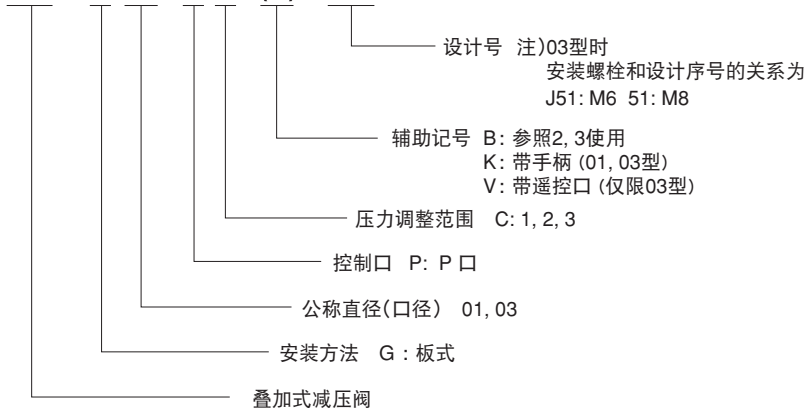 设计号 注)03型时
安装螺栓和设计序号的关系为
J51: M6 51: M8
辅助记号 B: 参照2, 3使用
K: 带手柄 (01, 03型)
V: 带遥控口 (仅限03型)
压力调整范围 C: 1, 2, 3
控制口 P: P 口
公称直径(口径) 01, 03
安装方法 G : 板式
叠加式减压阀